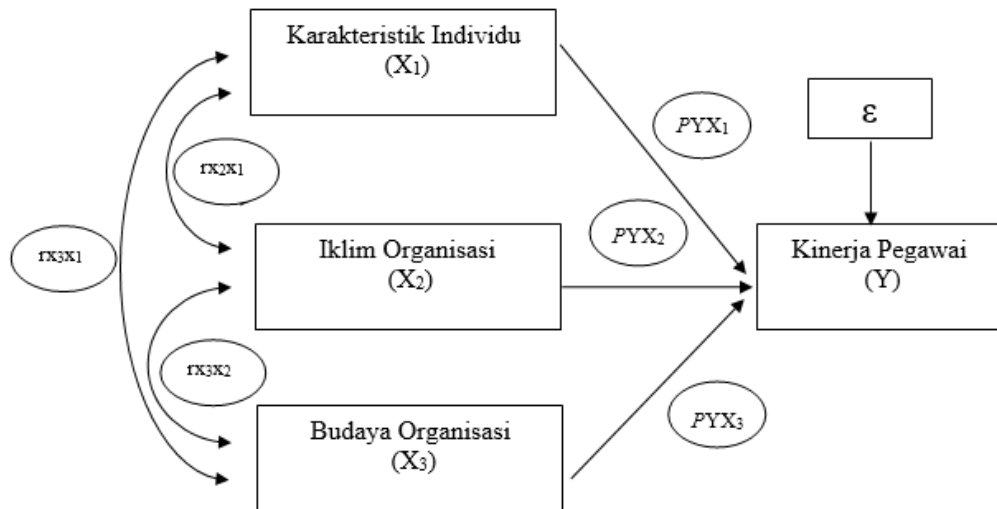 Karakteristik Individu
(X₁)
PYX₁
ε
rx₂x₁
Iklim Organisasi
(X₂)
PYX₂
Kinerja Pegawai
(Y)
rx₃x₁
rx₃x₂
Budaya Organisasi
(X₃)
PYX₃